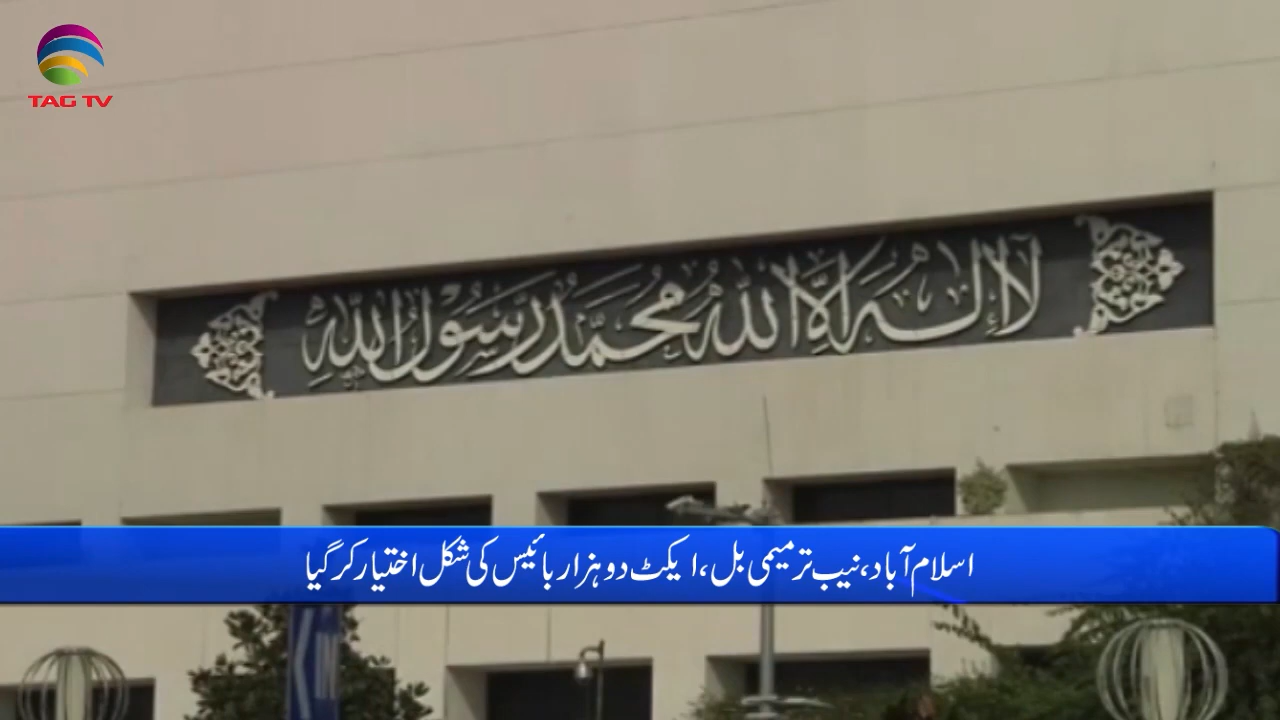 TAG TV
لا إله إلا الله محمد رسول الله
اسلام آباد، نیب ترمیمی بل، ایکٹ دو ہزار بائیس کی شکل اختیار کر گیا